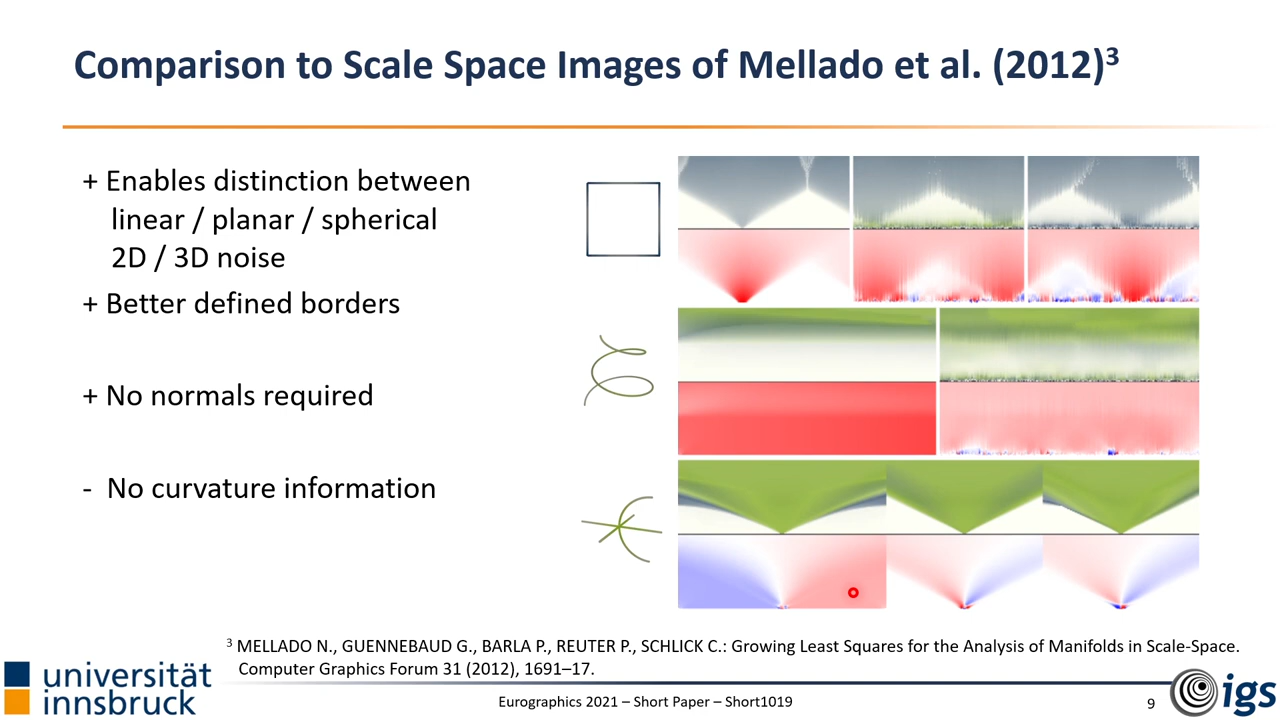 Comparison to Scale Space Images of Mellado et al. (2012)³
+ Enables distinction between
linear / planar / spherical
2D / 3D noise
+ Better defined borders
+ No normals required
- No curvature information
³ MELLADO N., GUENNEBAUD G., BARLA P., REUTER P., SCHLICK C.: Growing Least Squares for the Analysis of Manifolds in Scale-Space.
Computer Graphics Forum 31 (2012), 1691–17.
universität
innsbruck
Eurographics 2021 – Short Paper – Short1019
9
igs